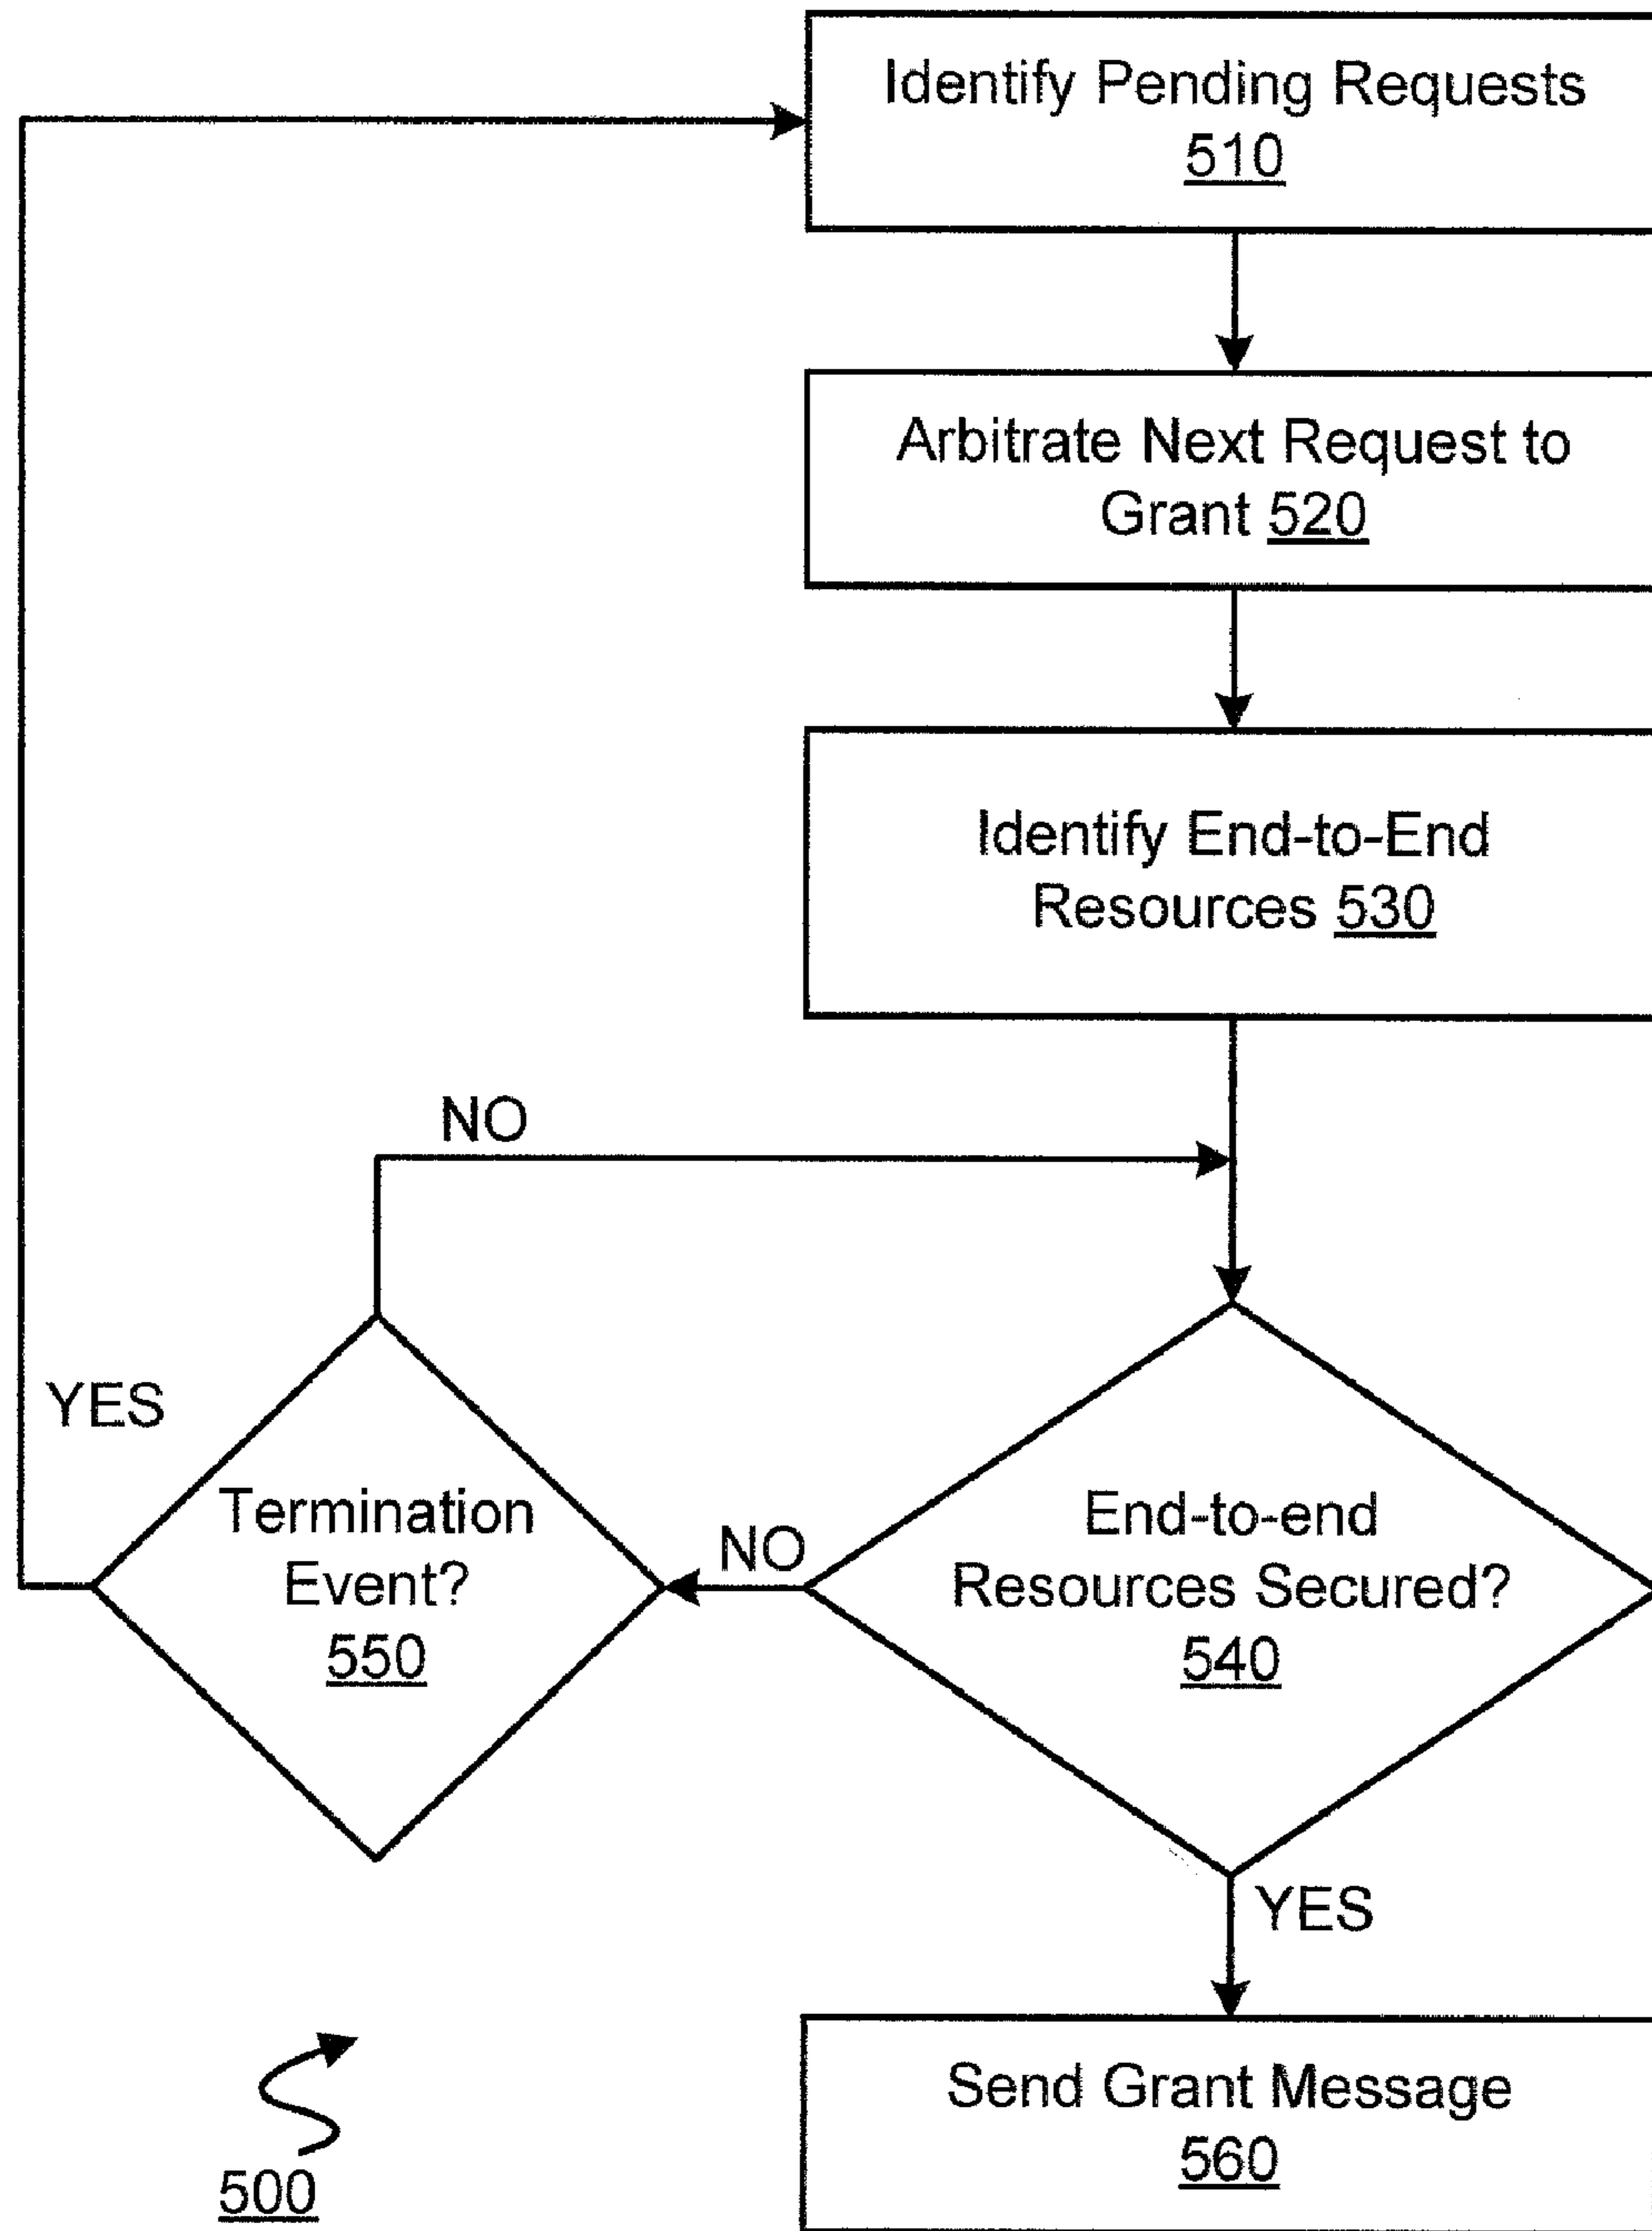 Identify Pending Requests
510
Arbitrate Next Request to
Grant 520
Identify End-to-End
Resources 530
NO
YES
Termination
Event?
550
NO
End-to-end
Resources Secured?
540
YES
Send Grant Message
560
500